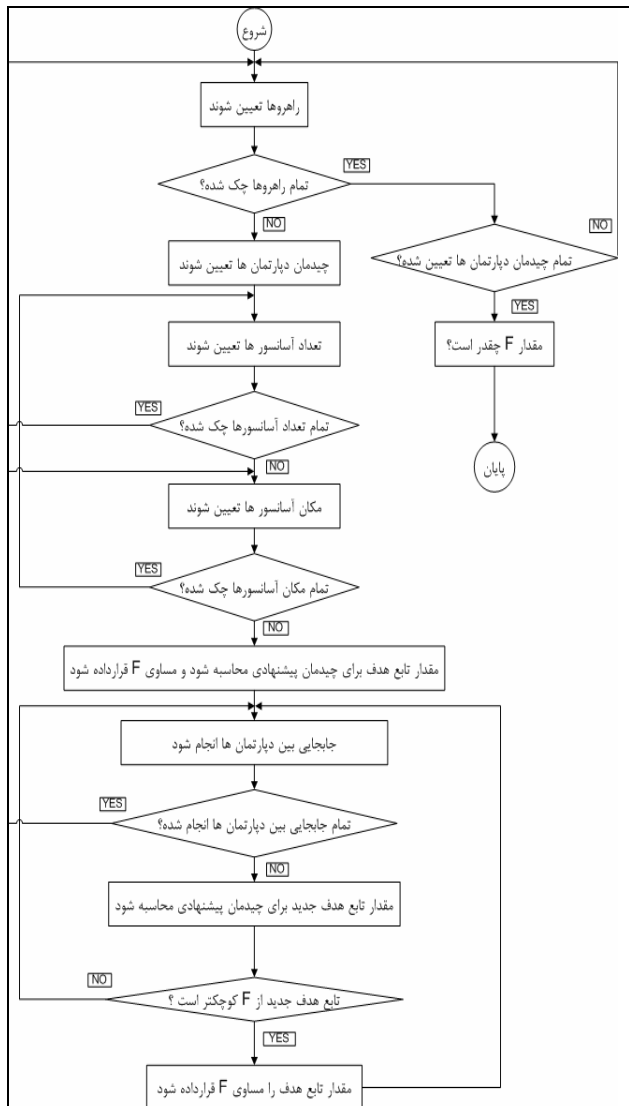 شروع
راهروها تعیین شوند
YES
تمام راهروها چک شده؟
NO
NO
تمام چیدمان دپارتمان ها تعیین شده؟
چیدمان دپارتمان ها تعیین شوند
YES
تعداد آسانسور ها تعیین شوند
مقدار F چقدر است؟
YES
تمام تعداد آسانسورها چک شده؟
NO
پایان
مکان آسانسور ها تعیین شوند
YES
تمام مکان آسانسورها چک شده؟
NO
مقدار تابع هدف برای چیدمان پیشنهادی محاسبه شود و مساوی F قرارداده شود
جابجایی بین دپارتمان ها انجام شود
YES
تمام جابجایی بین دپارتمان ها انجام شده؟
NO
مقدار تابع هدف جدید برای چیدمان پیشنهادی محاسبه شود
NO
تابع هدف جدید از F کوچکتر است ؟
YES
مقدار تابع هدف را مساوی F قرارداده شود